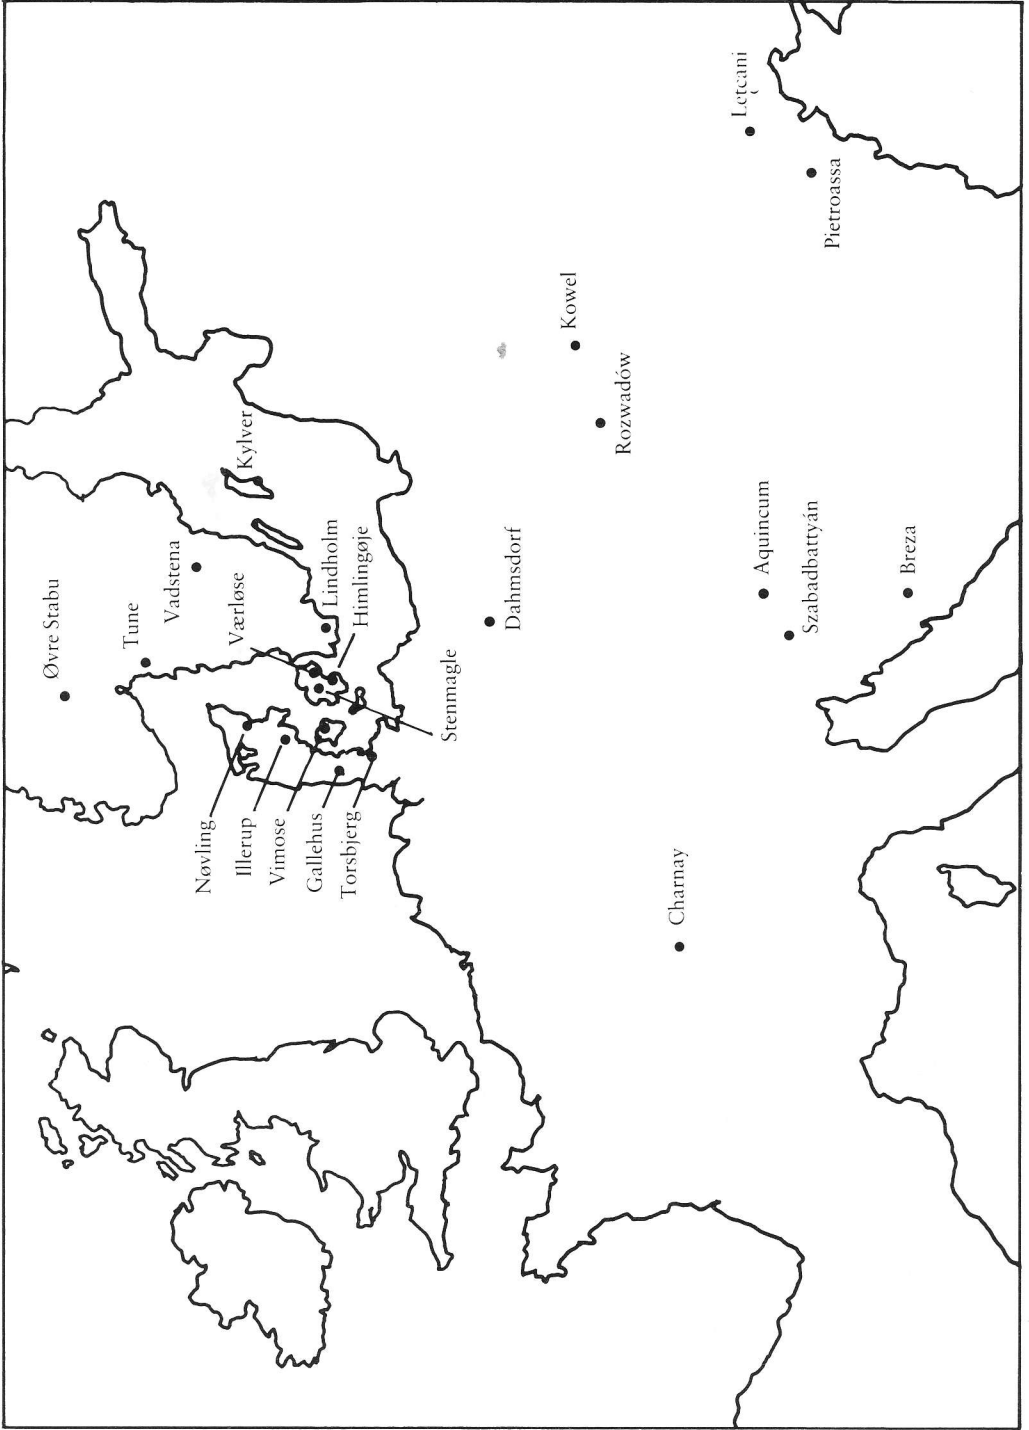 Øvre Stabu
Tune
Vadstena
Værløse
Kylver
Lindholm
Himlingøje
Stenmagle
Nøvling
Illerup
Vimose
Gallehus
Torsbjerg
Dahmsdorf
Kowel
Rozwadów
Charnay
Lețcani
Pietroassa
Aquincum
Szabadbattyán
Breza